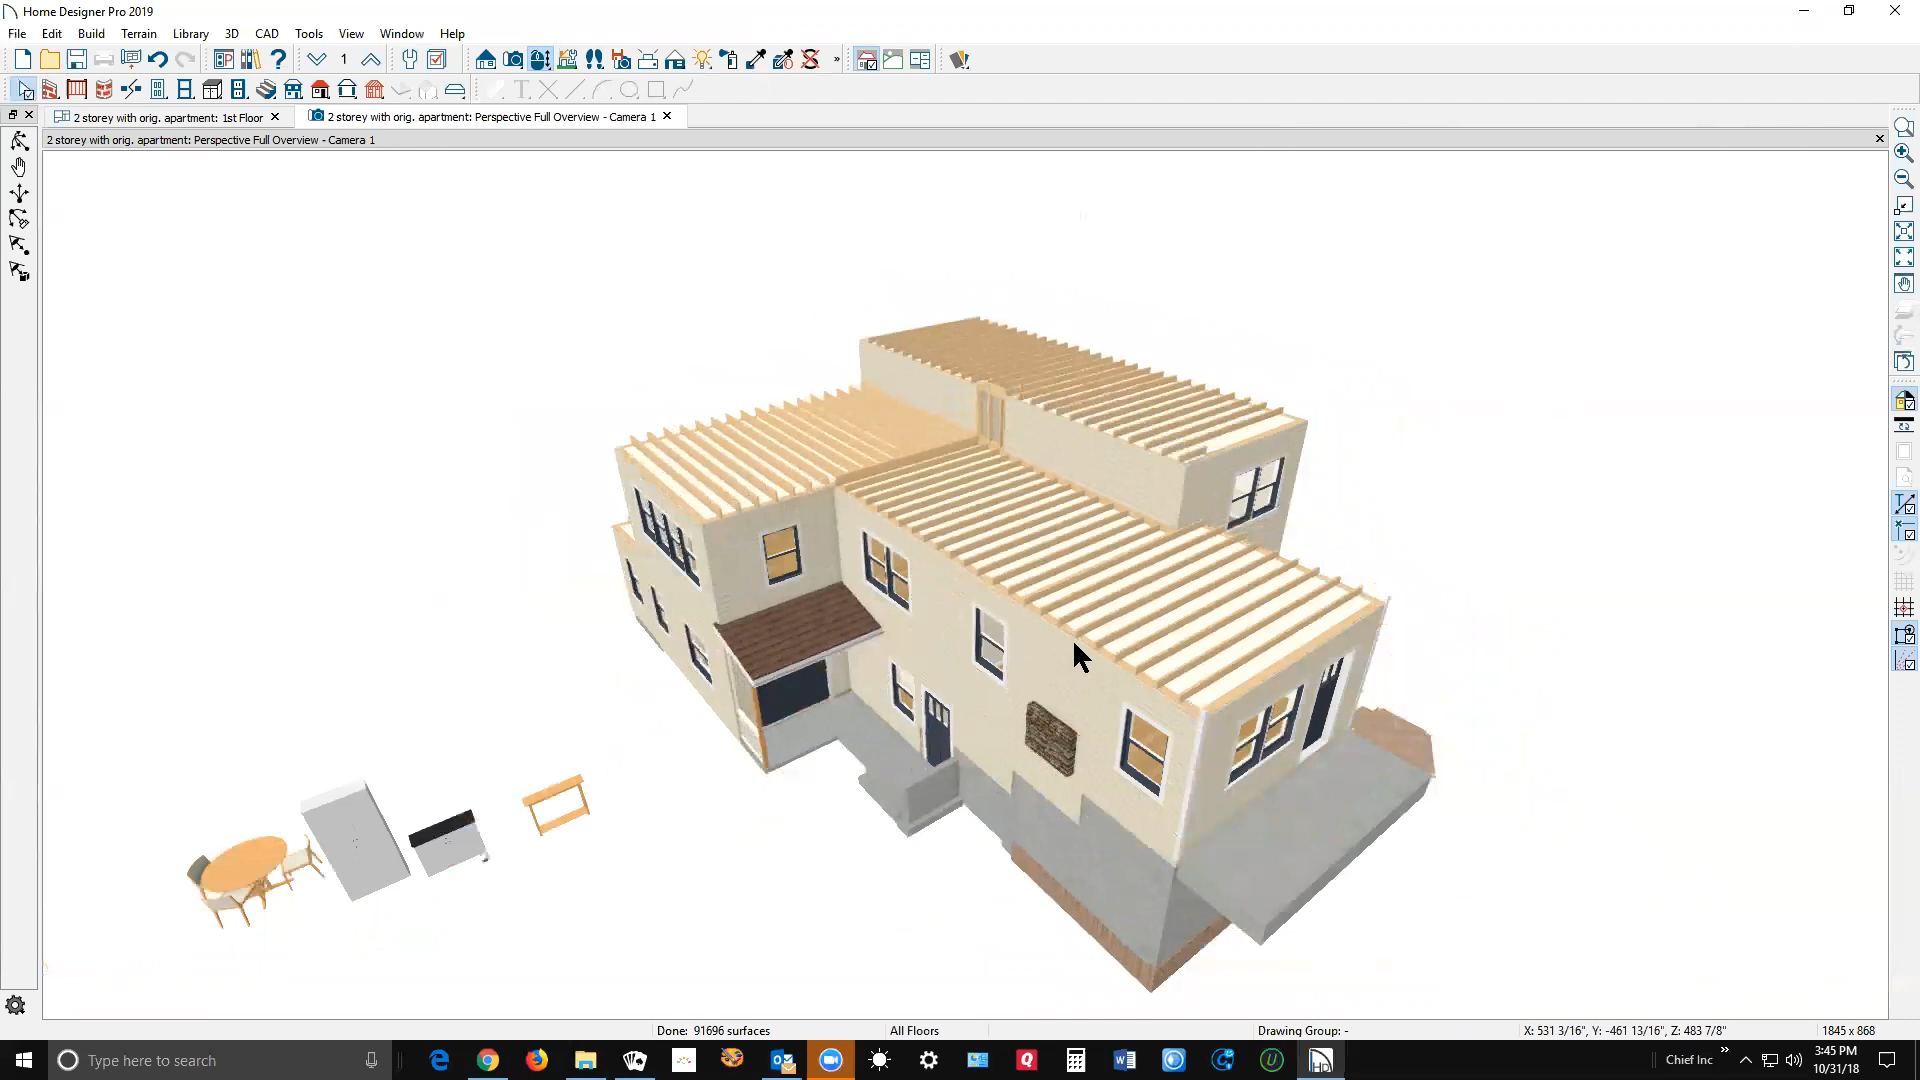 Home Designer Pro 2019
File Edit Build Terrain Library 3D CAD Tools View Window Help
1
»
2 storey with orig. apartment: 1st Floor
2 storey with orig. apartment: Perspective Full Overview - Camera 1
2 storey with orig. apartment: Perspective Full Overview - Camera 1
Done: 91696 surfaces
All Floors
Drawing Group: -
X: 531 3/16", Y: -461 13/16", Z: 483 7/8"
1845 x 868
Type here to search
Chief Inc
»
3:45 PM
10/31/18